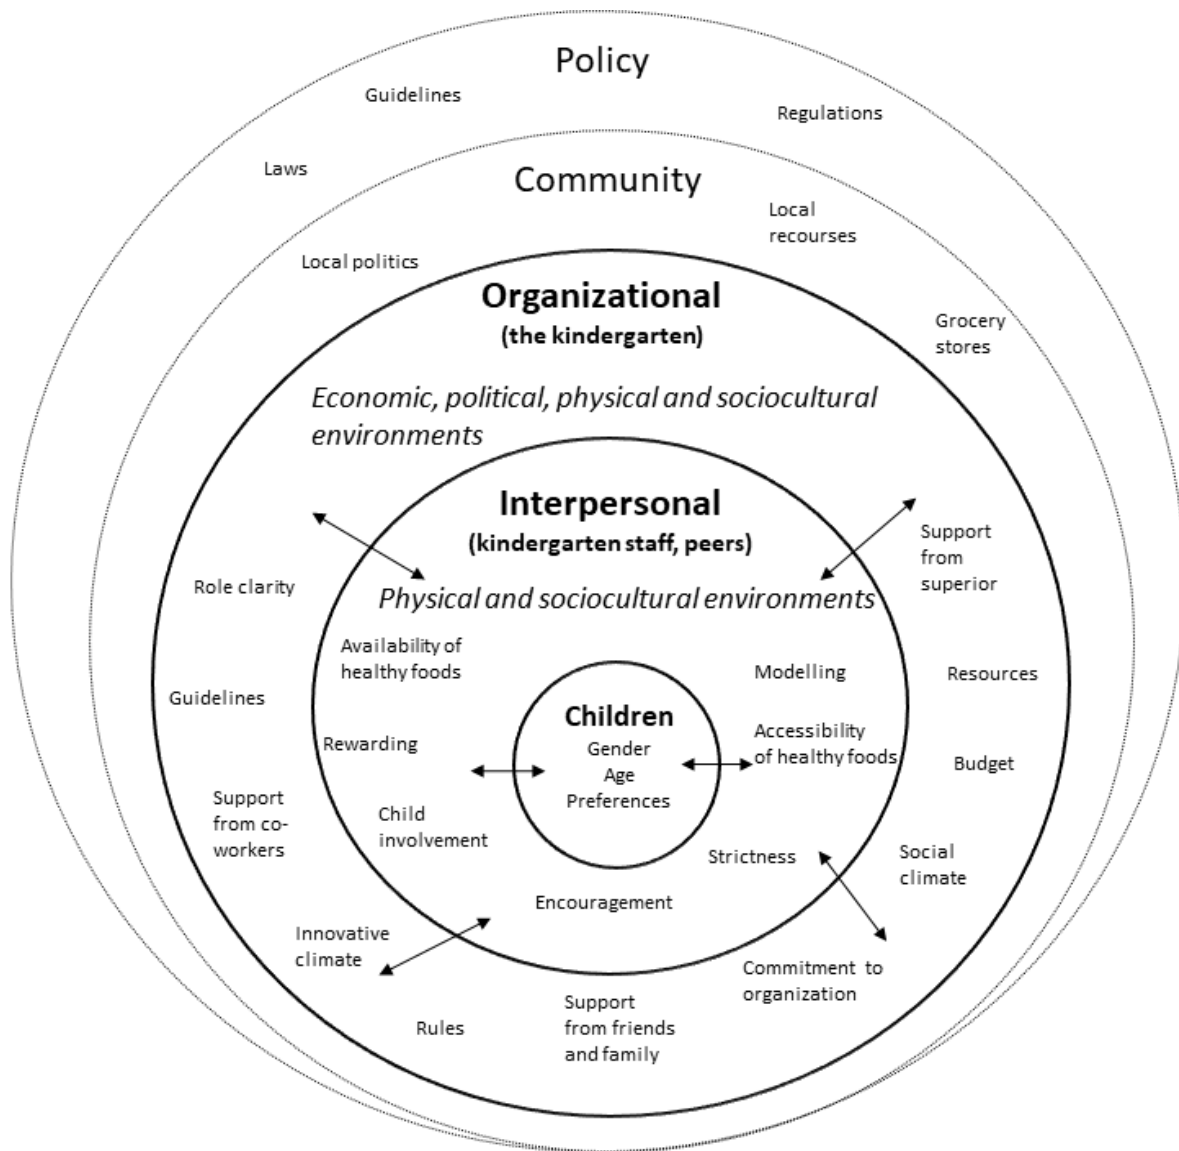 Policy
Guidelines
Regulations
Laws
Community
Local
recourses
Local politics
Organizational
(the kindergarten)
Grocery
stores
Economic, political, physical and sociocultural
environments
Interpersonal
(kindergarten staff, peers)
Support
from
superior
Role clarity
Physical and sociocultural environments
Availability of
healthy foods
Modelling
Resources
Guidelines
Children
Gender
Age
Preferences
Rewarding
Accessibility
of healthy foods
Budget
Support
from co-
workers
Child
involvement
Strictness
Social
climate
Encouragement
Innovative
climate
Commitment to
organization
Rules
Support
from friends
and family